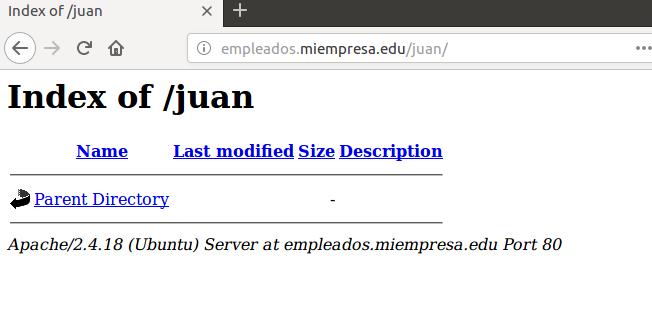 Index of /juan
empleados.miempresa.edu/juan/
Index of /juan
Name Last modified Size Description
Parent Directory -
Apache/2.4.18 (Ubuntu) Server at empleados.miempresa.edu Port 80